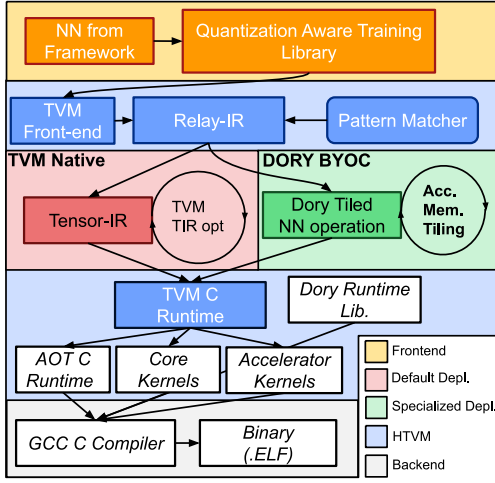 NN from
Framework
Quantization Aware Training
Library
TVM
Front-end
Relay-IR
Pattern Matcher
TVM Native
DORY BYOC
Tensor-IR
TVM
TIR opt
Dory Tiled
NN operation
Acc.
Mem.
Tiling
TVM C
Runtime
Dory Runtime
Lib.
AOT C
Runtime
Core
Kernels
Accelerator
Kernels
GCC C Compiler
Binary
(.ELF)
Frontend
Default Depl.
Specialized Depl.
HTVM
Backend